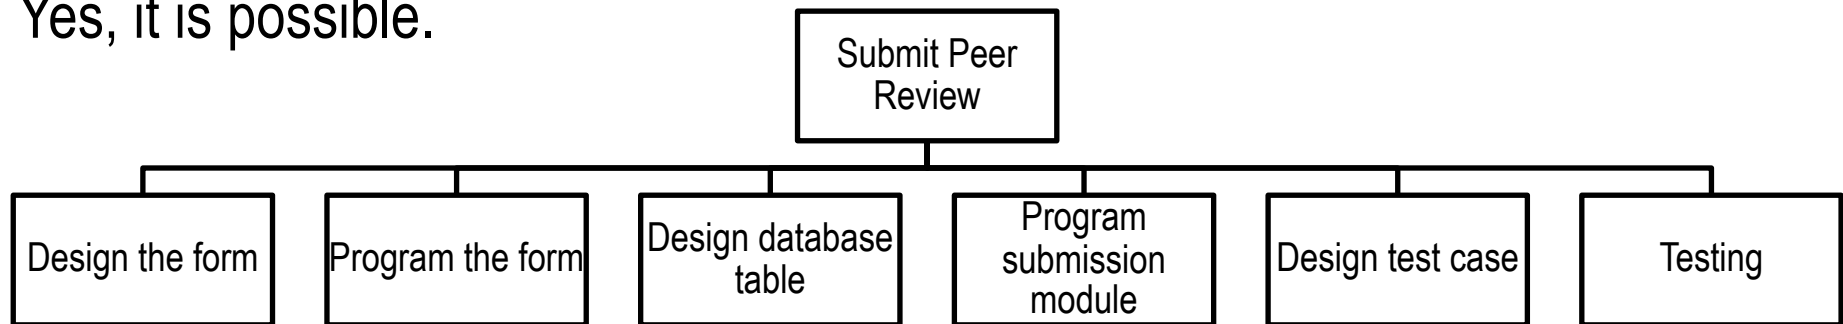 Yes, it is possible.
Submit Peer
Review
Design the form
Program the form
Design database
table
Program
submission
module
Design test case
Testing